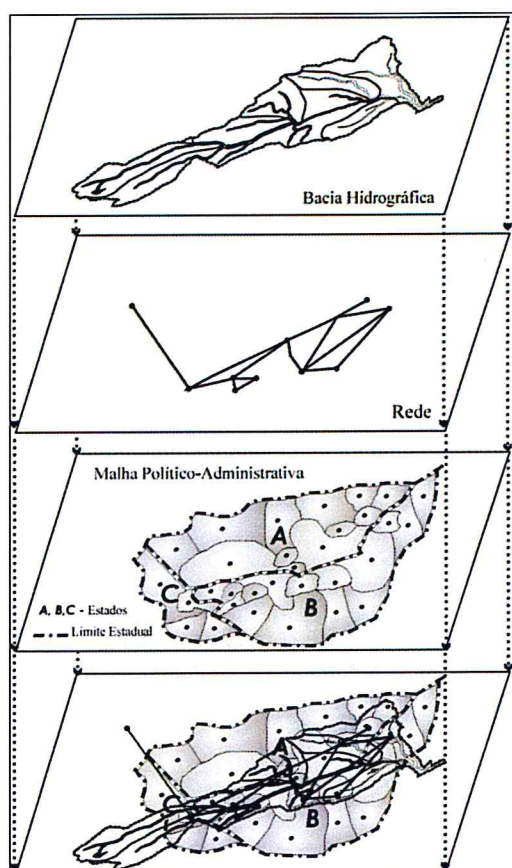 Bacia Hidrográfica
Rede
Malha Político-Administrativa
A
C
B
A, B, C - Estados
Limite Estadual
A
C
B